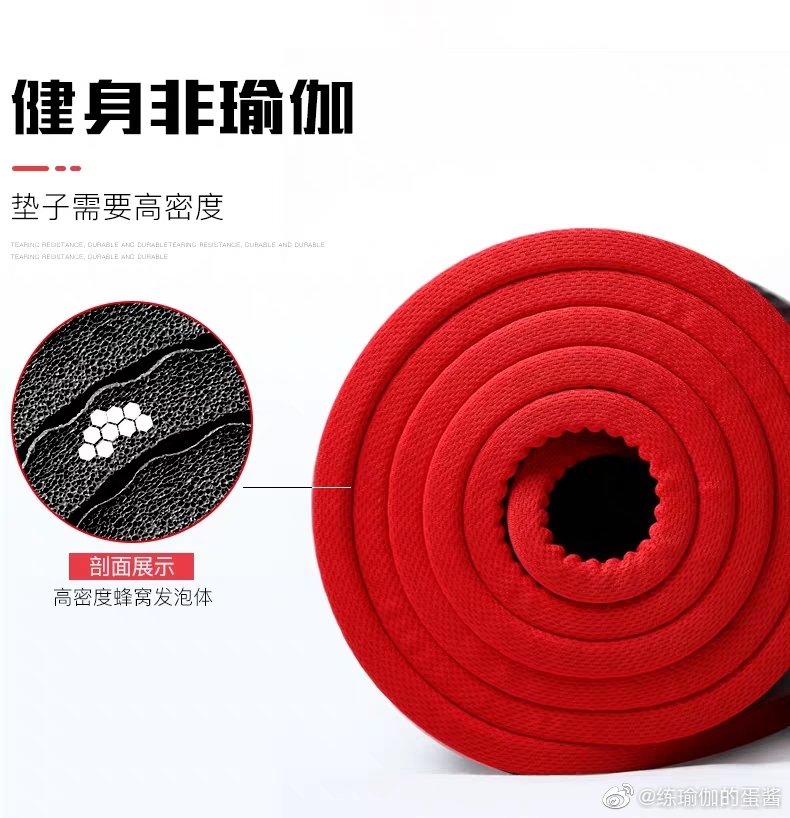 健身非瑜伽
垫子需要高密度
TEARING RESISTANCE, DURABLE AND DURABLETEARING RESISTANCE, DURABLE AND DURABLE
TEARING RESISTANCE, DURABLE AND DURABLE
剖面展示
高密度蜂窝发泡体
@练瑜伽的蛋酱